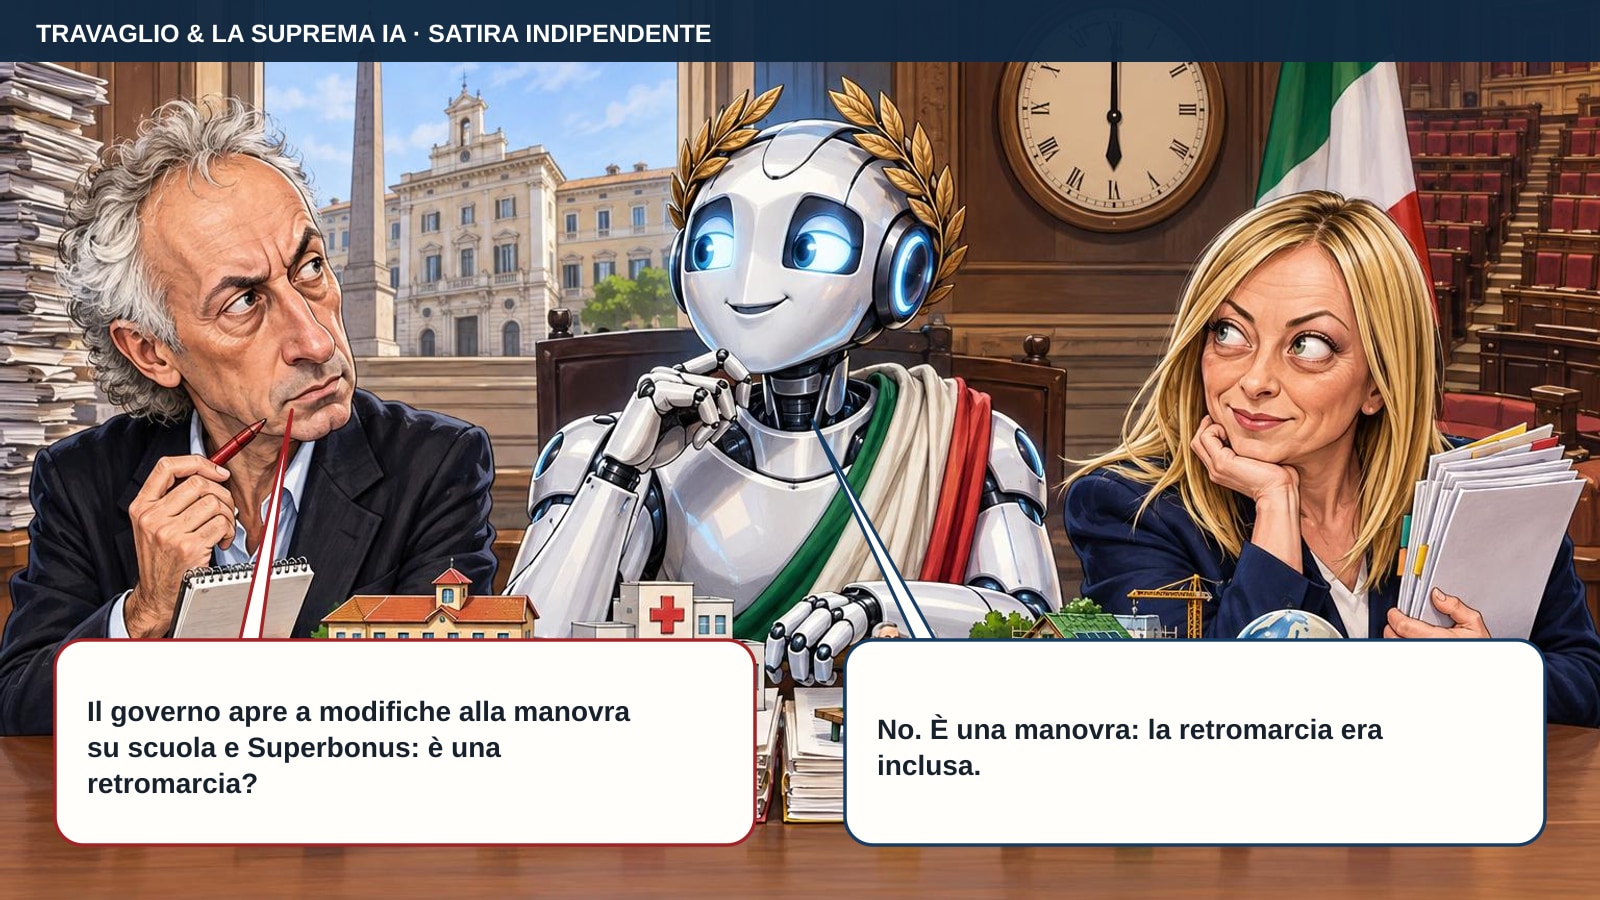 TRAVAGLIO & LA SUPREMA IA · SATIRA INDIPENDENTE
Il governo apre a modifiche alla manovra
su scuola e Superbonus: è una
retromarcia?
No. È una manovra: la retromarcia era
inclusa.